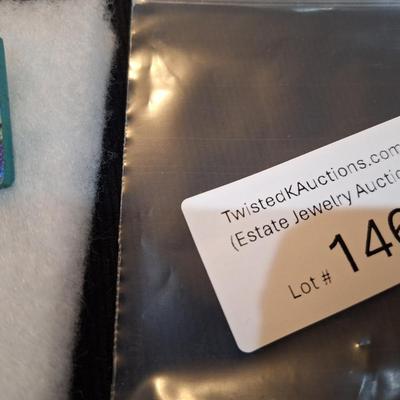 TwistedKAuctions.com
(Estate Jewelry Auctio
Lot # 146